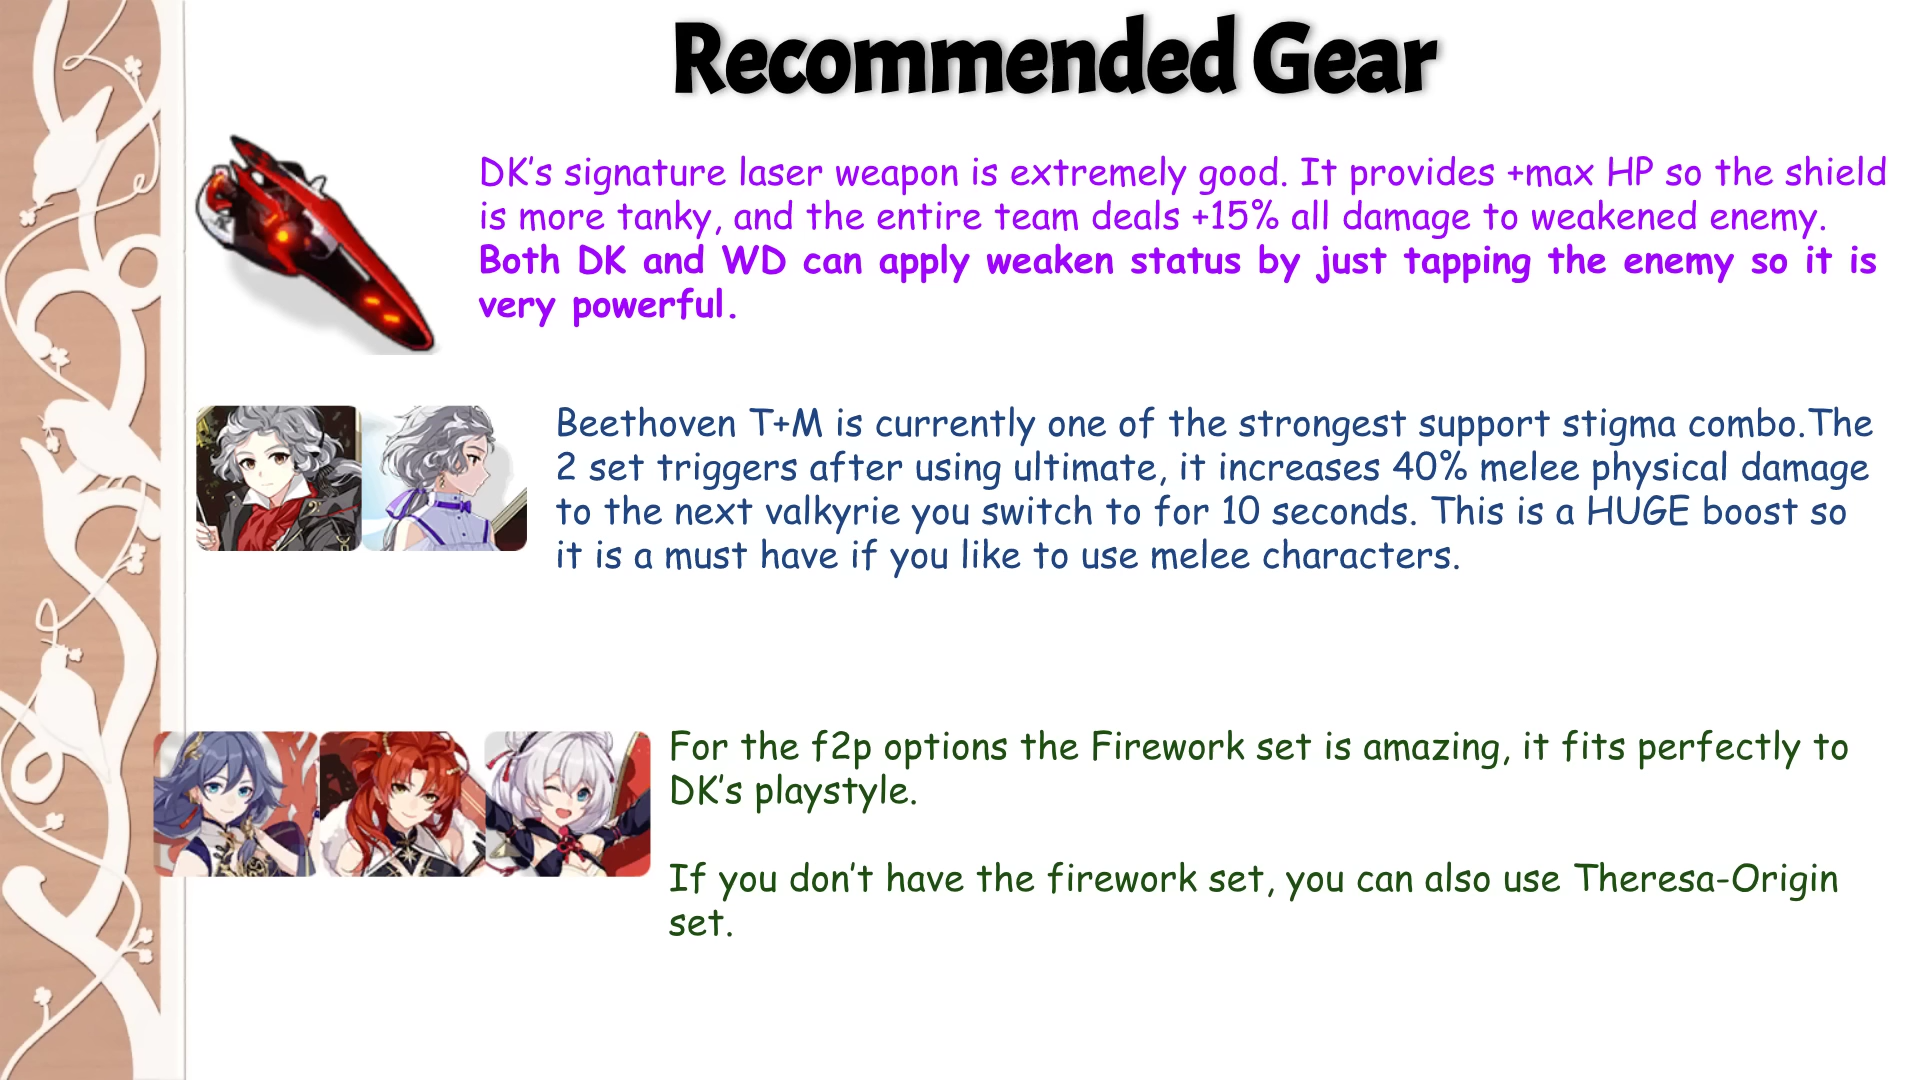 Recommended Gear
DK’s signature laser weapon is extremely good. It provides +max HP so the shield
is more tanky, and the entire team deals +15% all damage to weakened enemy.
Both DK and WD can apply weaken status by just tapping the enemy so it is
very powerful.
Beethoven T+M is currently one of the strongest support stigma combo.The
2 set triggers after using ultimate, it increases 40% melee physical damage
to the next valkyrie you switch to for 10 seconds. This is a HUGE boost so
it is a must have if you like to use melee characters.
For the f2p options the Firework set is amazing, it fits perfectly to
DK’s playstyle.
If you don’t have the firework set, you can also use Theresa-Origin
set.